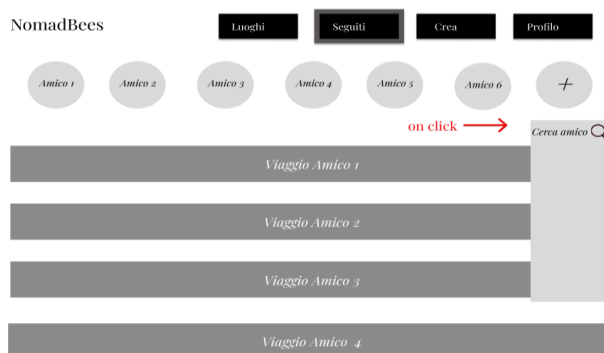 NomadBees
Luoghi
Seguiti
Crea
Profilo
Amico 1
Amico 2
Amico 3
Amico 4
Amico 5
Amico 6
+
on click
Cerca amico
Viaggio Amico 1
Viaggio Amico 2
Viaggio Amico 3
Viaggio Amico 4